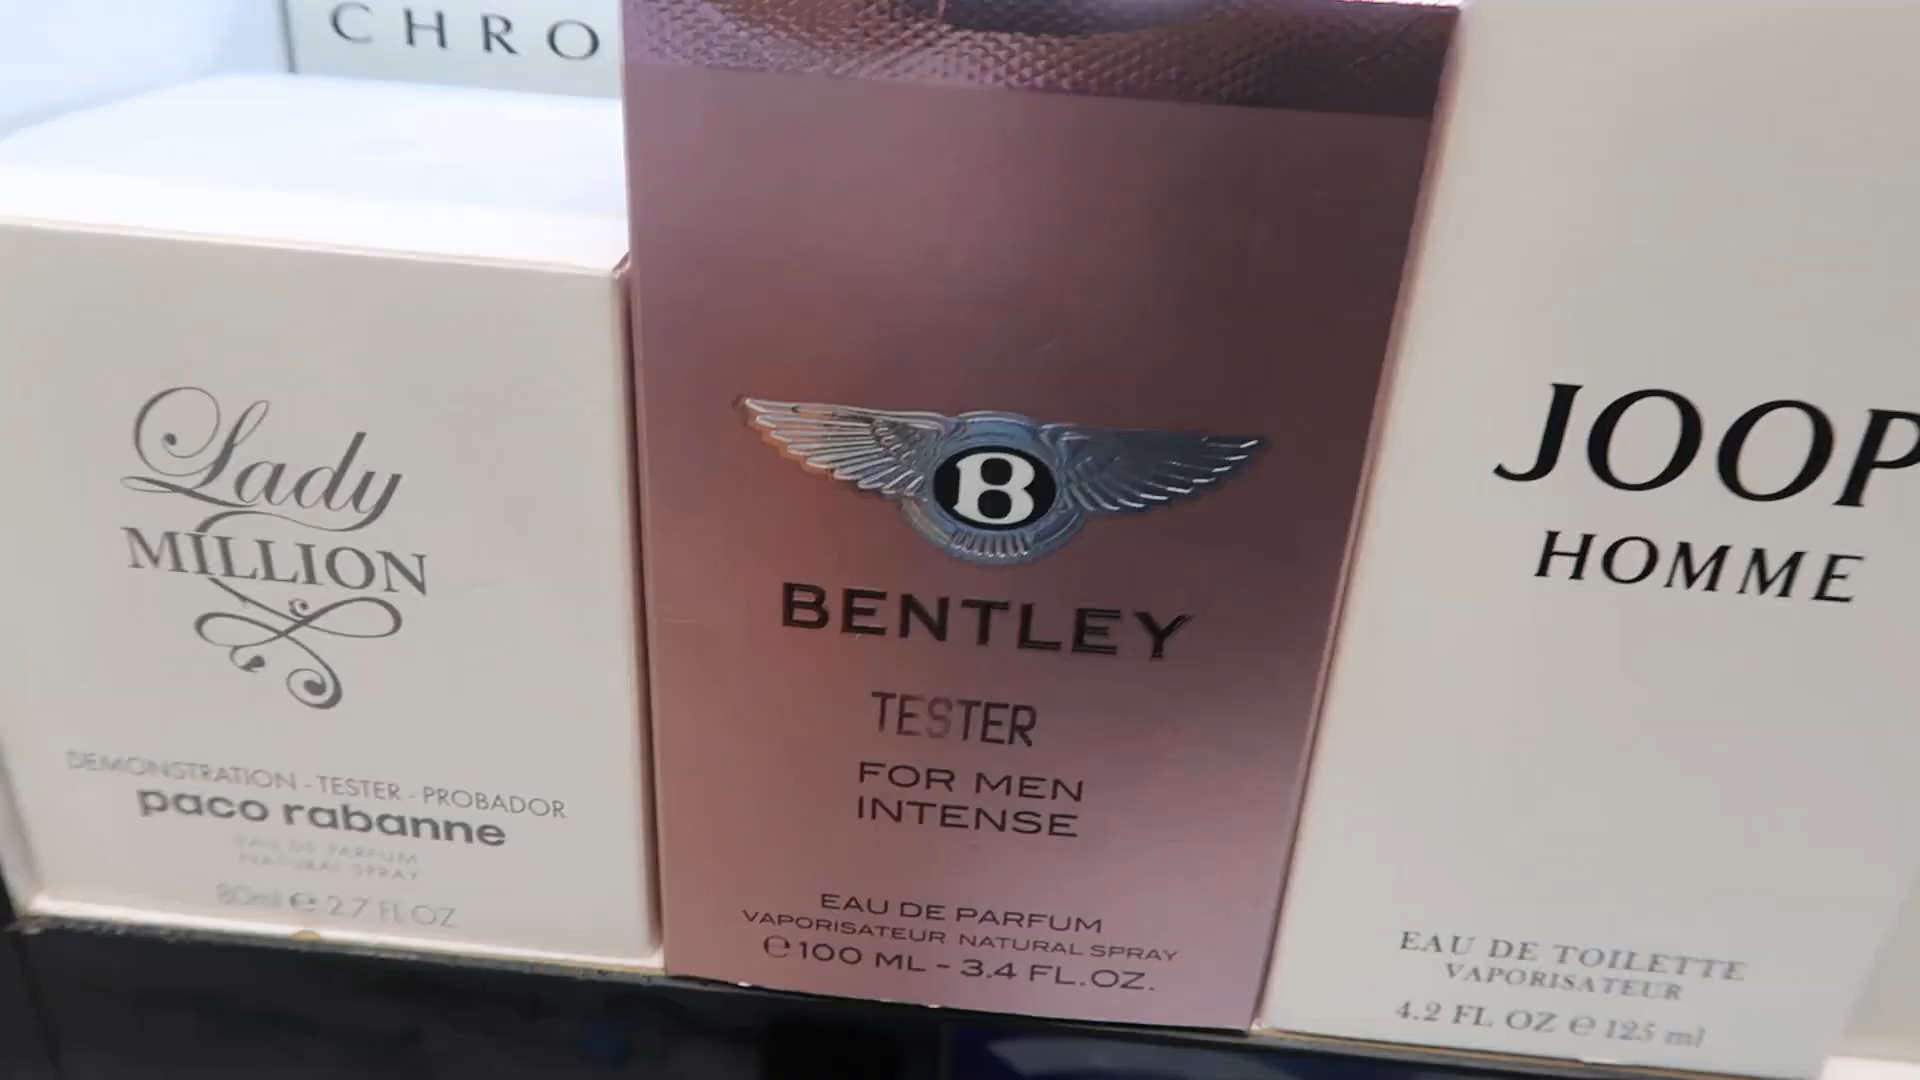 CHRO
Lady
MILLION
DEMONSTRATION - TESTER - PROBADOR
paco rabanne
EAU DE PARFUM
NATURAL SPRAY
80ml e 2.7 Fl OZ
B
BENTLEY
TESTER
FOR MEN
INTENSE
EAU DE PARFUM
VAPORISATEUR NATURAL SPRAY
e 100 ML - 3.4 FL.OZ.
JOOP
HOMME
EAU DE TOILETTE
VAPORISATEUR
4.2 FL OZ e 125 ml